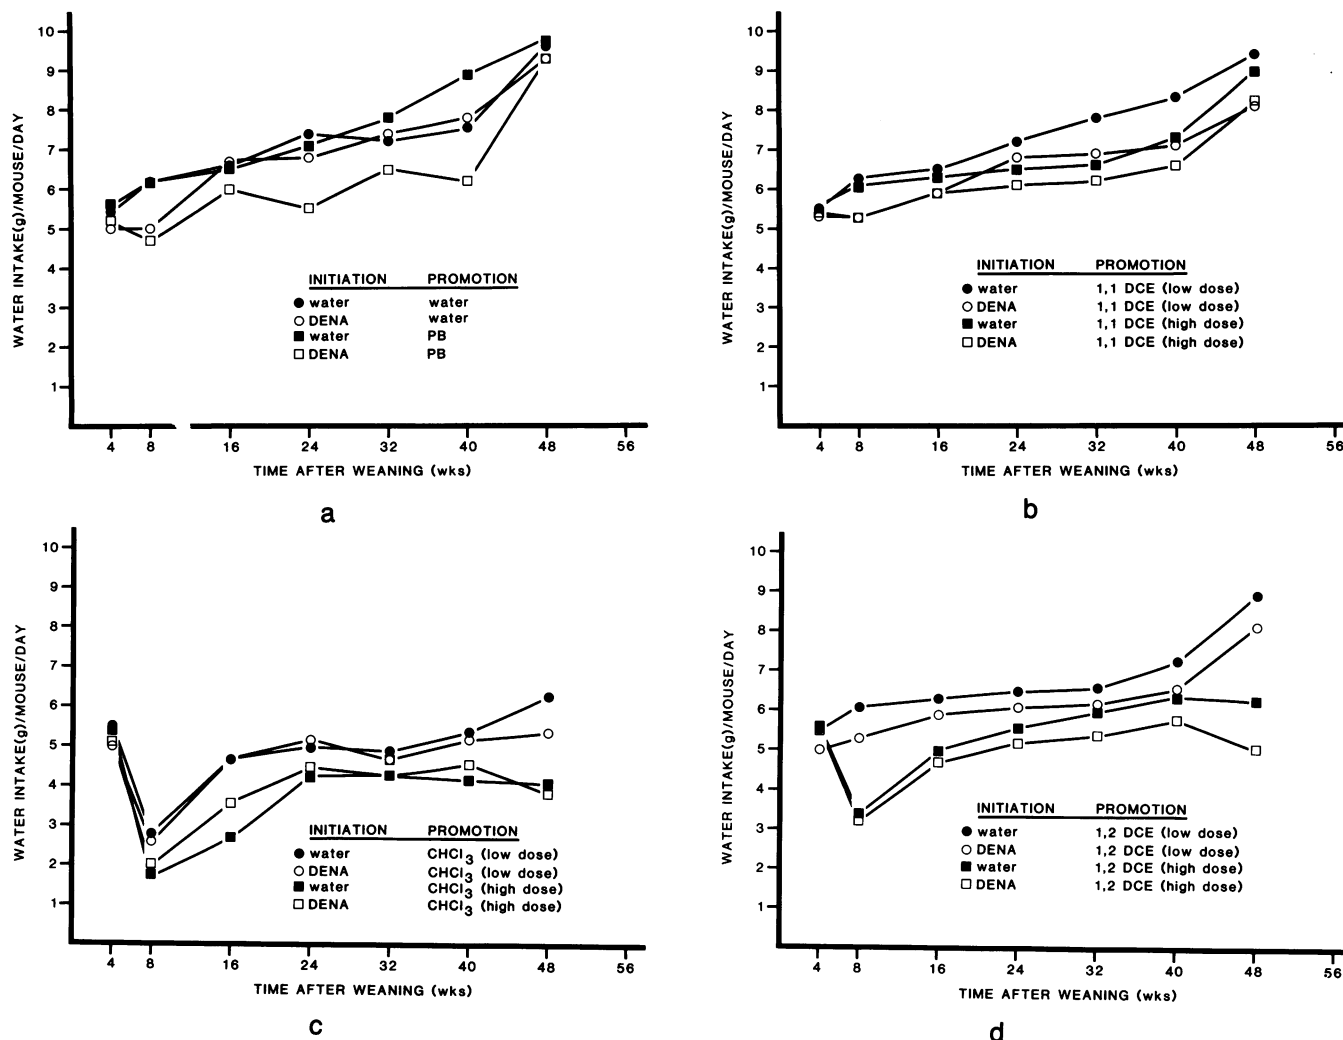 10
9
8
7
6
5
4
3
2
1
WATER INTAKE(g)/MOUSE/DAY
INITIATION PROMOTION
water water
DENA water
water PB
DENA PB
4 8 16 24 32 40 48 56
TIME AFTER WEANING (wks)
a
10
9
8
7
6
5
4
3
2
1
WATER INTAKE(g)/MOUSE/DAY
INITIATION PROMOTION
water 1,1 DCE (low dose)
DENA 1,1 DCE (low dose)
water 1,1 DCE (high dose)
DENA 1,1 DCE (high dose)
4 8 16 24 32 40 48 56
TIME AFTER WEANING (wks)
b
10
9
8
7
6
5
4
3
2
1
WATER INTAKE(g)/MOUSE/DAY
INITIATION PROMOTION
water CHCl3 (low dose)
DENA CHCl3 (low dose)
water CHCl3 (high dose)
DENA CHCl3 (high dose)
4 8 16 24 32 40 48 56
TIME AFTER WEANING (wks)
c
10
9
8
7
6
5
4
3
2
1
WATER INTAKE(g)/MOUSE/DAY
INITIATION PROMOTION
water 1,2 DCE (low dose)
DENA 1,2 DCE (low dose)
water 1,2 DCE (high dose)
DENA 1,2 DCE (high dose)
4 8 16 24 32 40 48 56
TIME AFTER WEANING (wks)
d